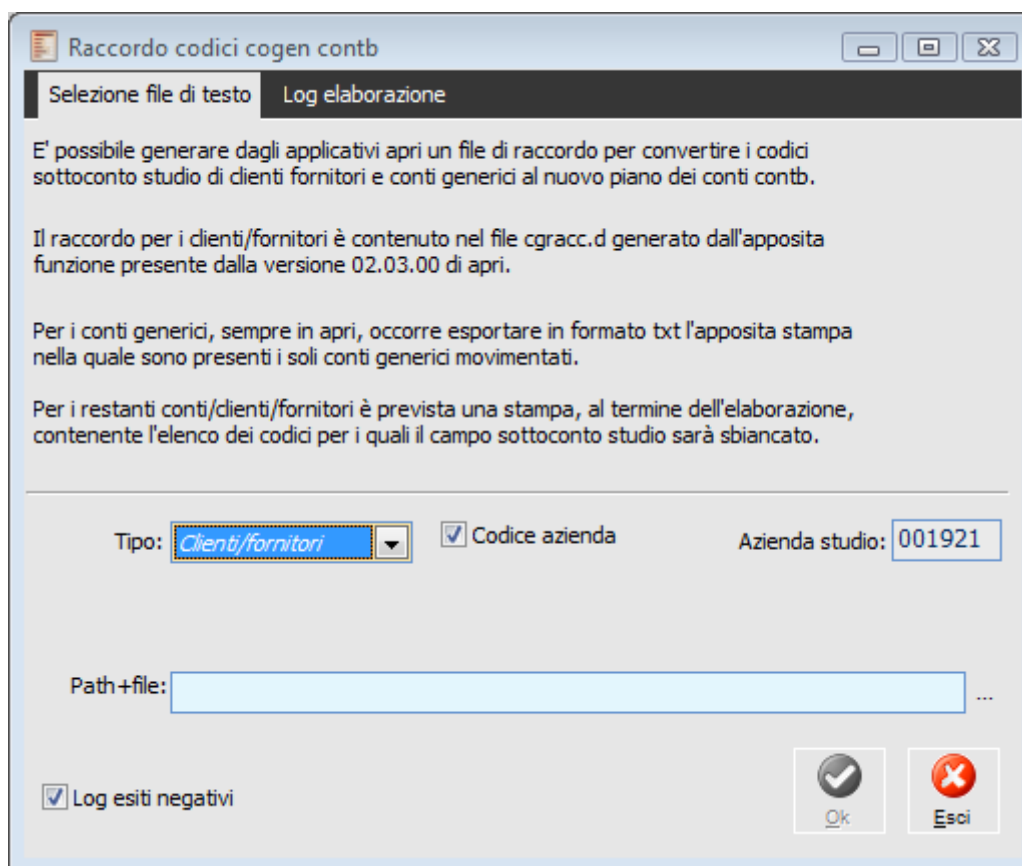 Raccordo codici cogen contb
Selezione file di testo Log elaborazione
E' possibile generare dagli applicativi apri un file di raccordo per convertire i codici
sottoconto studio di clienti fornitori e conti generici al nuovo piano dei conti contb.
Il raccordo per i clienti/fornitori è contenuto nel file cgracc.d generato dall'apposita
funzione presente dalla versione 02.03.00 di apri.
Per i conti generici, sempre in apri, occorre esportare in formato txt l'apposita stampa
nella quale sono presenti i soli conti generici movimentati.
Per i restanti conti/clienti/fornitori è prevista una stampa, al termine dell'elaborazione,
contenente l'elenco dei codici per i quali il campo sottoconto studio sarà sbiancato.
Tipo: Clienti/fornitori Codice azienda Azienda studio: 001921
Path+file: ...
Log esiti negativi Ok Esci